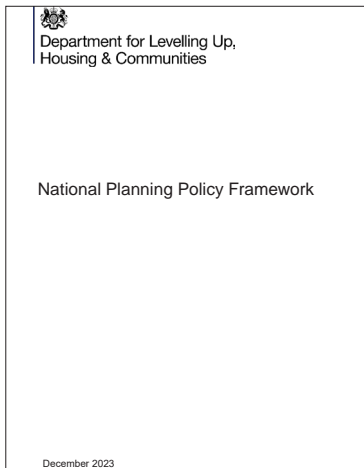 Department for Levelling Up,
Housing & Communities
National Planning Policy Framework
December 2023